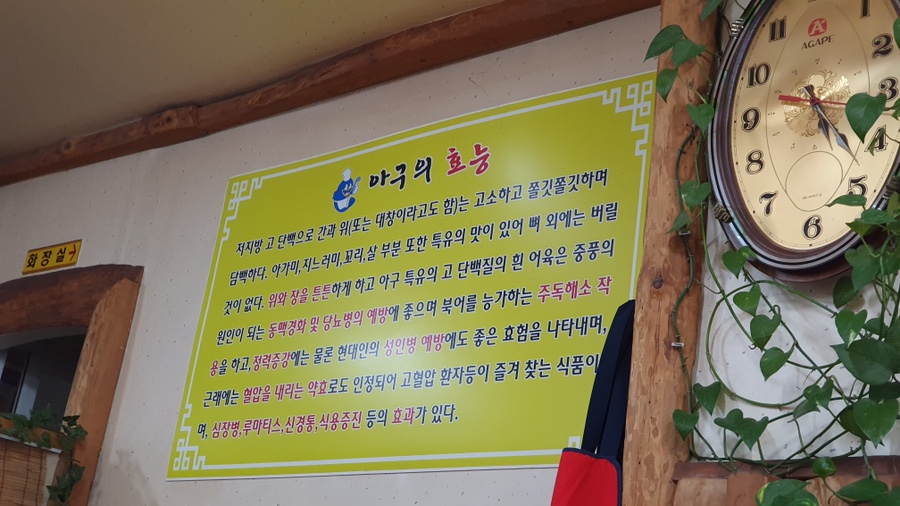 아구의 효능
저지방 고 단백으로 간과 위(또는 대창이라고도 함)는 고소하고 쫄깃쫄깃하며
담백하다. 아가미,지느러미,꼬리,살 부분 또한 특유의 맛이 있어 뼈 외에는 버릴
것이 없다. 위와 장을 튼튼하게 하고 아구 특유의 고 단백질의 흰 어육은 중풍의
원인이 되는 동맥경화 및 당뇨병의 예방에 좋으며 북어를 능가하는 주독해소 작
용을 하고,정력증강에는 물론 현대인의 성인병 예방에도 좋은 효험을 나타내며,
근래에는 혈압을 내리는 약효로도 인정되어 고혈압 환자등이 즐겨 찾는 식품이
며, 심장병,루마티스,신경통,식용증진 등의 효과가 있다.
화장실
AGAPE
11
2
10
3
9
4
8
5
7
6